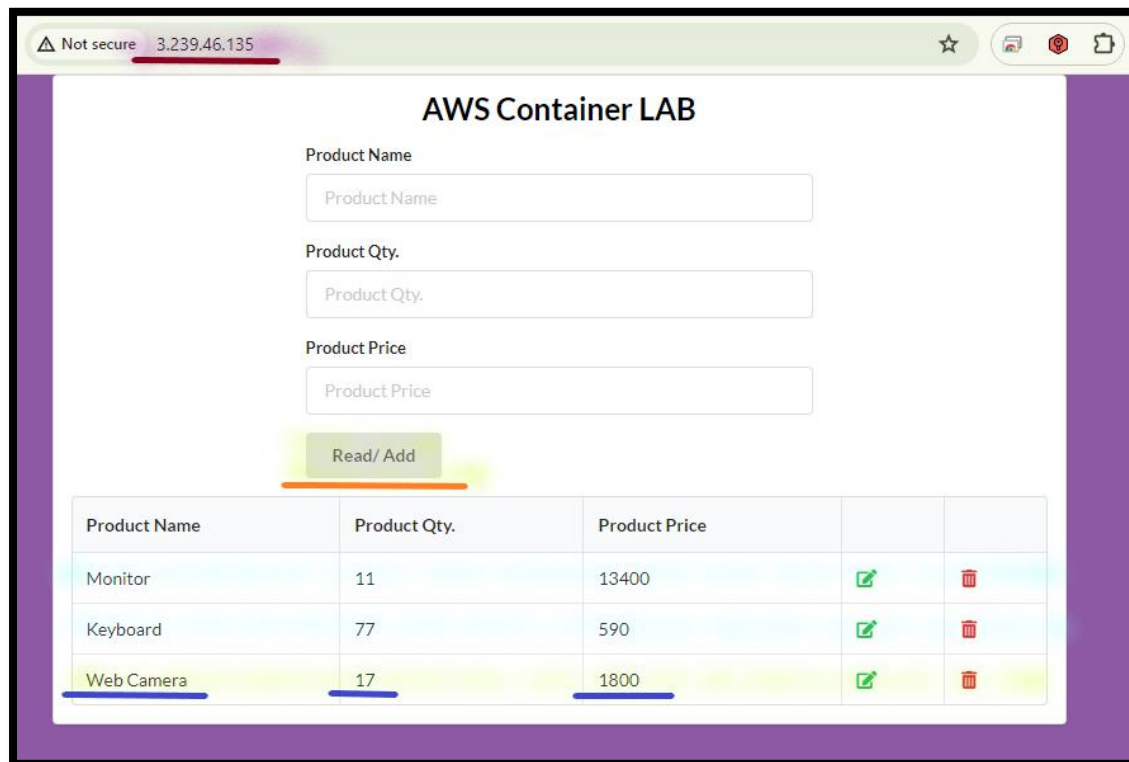 Not secure 3.239.46.135
AWS Container LAB
Product Name
Product Name
Product Qty.
Product Qty.
Product Price
Product Price
Read/ Add
Product Name Product Qty. Product Price
Monitor 11 13400
Keyboard 77 590
Web Camera 17 1800